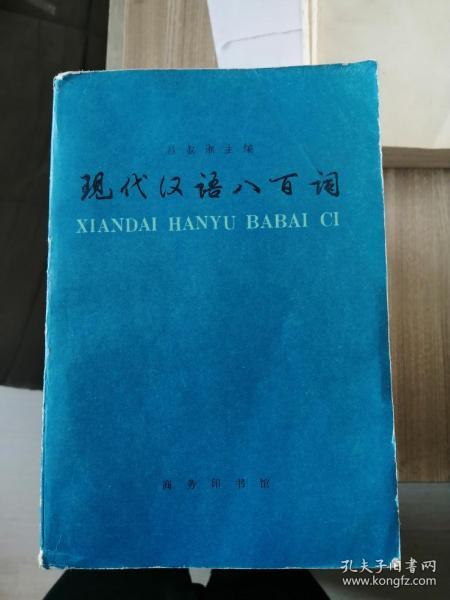 吕叔湘主编
现代汉语八百词
XIANDAI HANYU BABAI CI
商务印书馆
孔夫子旧书网
www.kongfz.com